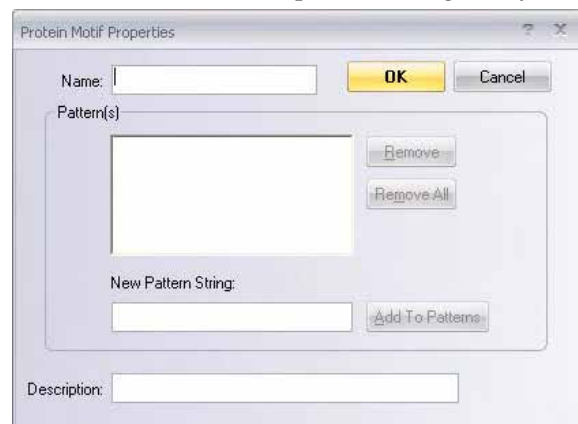 Protein Motif Properties ? X
Name: OK Cancel
Pattern(s)
Remove
Remove All
New Pattern String:
Add To Patterns
Description: